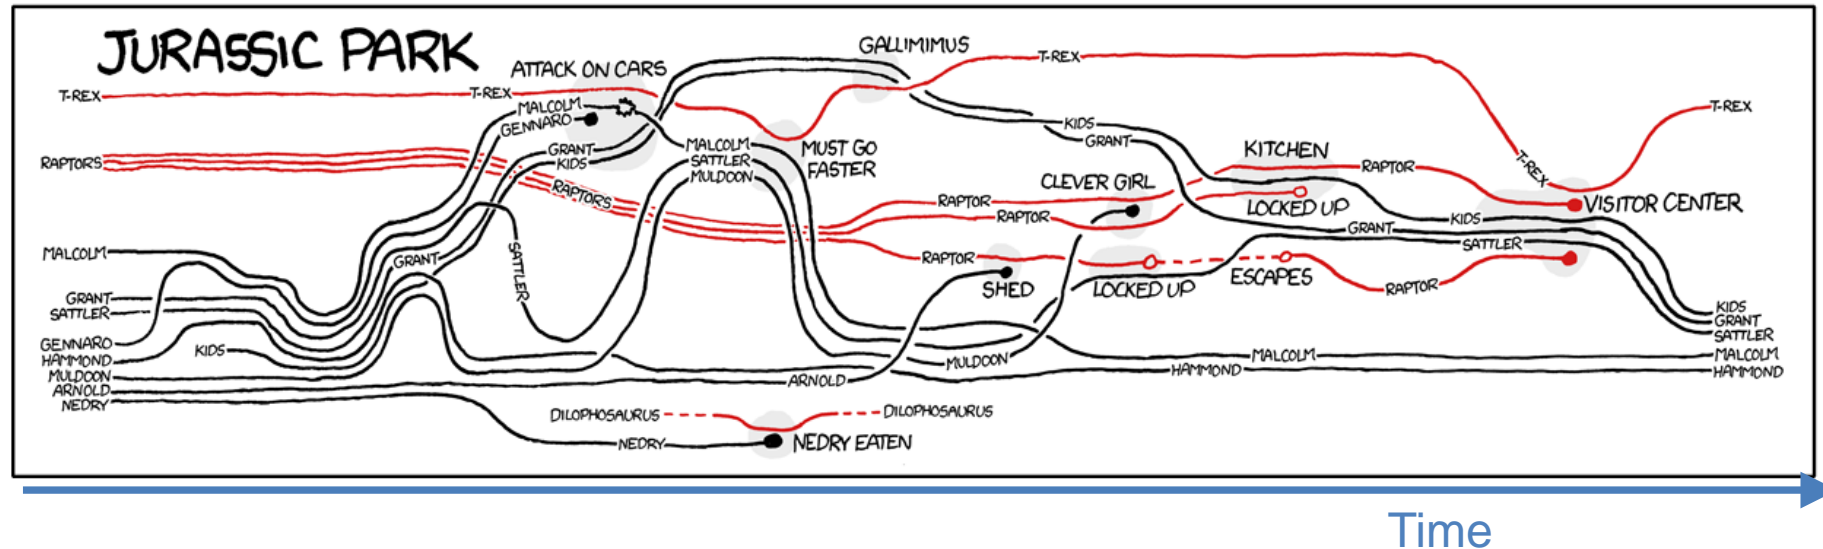 JURASSIC PARK
ATTACK ON CARS
GALLIMIMUS
T-REX
T-REX
T-REX
T-REX
MALCOLM
GENNARO
KIDS
GRANT
MALCOLM
SATTLER
MULDOON
MUST GO
FASTER
GRANT
KIDS
KITCHEN
RAPTORS
RAPTORS
CLEVER GIRL
RAPTOR
T-REX
RAPTOR
RAPTOR
LOCKED UP
KIDS
VISITOR CENTER
GRANT
SATTLER
MALCOLM
GRANT
SATTLER
RAPTOR
SHED
LOCKED UP
ESCAPES
RAPTOR
GRANT
SATTLER
GENNARO
HAMMOND
KIDS
MULDOON
ARNOLD
NEDRY
KIDS
GRANT
SATTLER
MULDOON
MALCOLM
MALCOLM
ARNOLD
HAMMOND
HAMMOND
DILOPHOSAURUS
DILOPHOSAURUS
NEDRY
NEDRY EATEN
Time